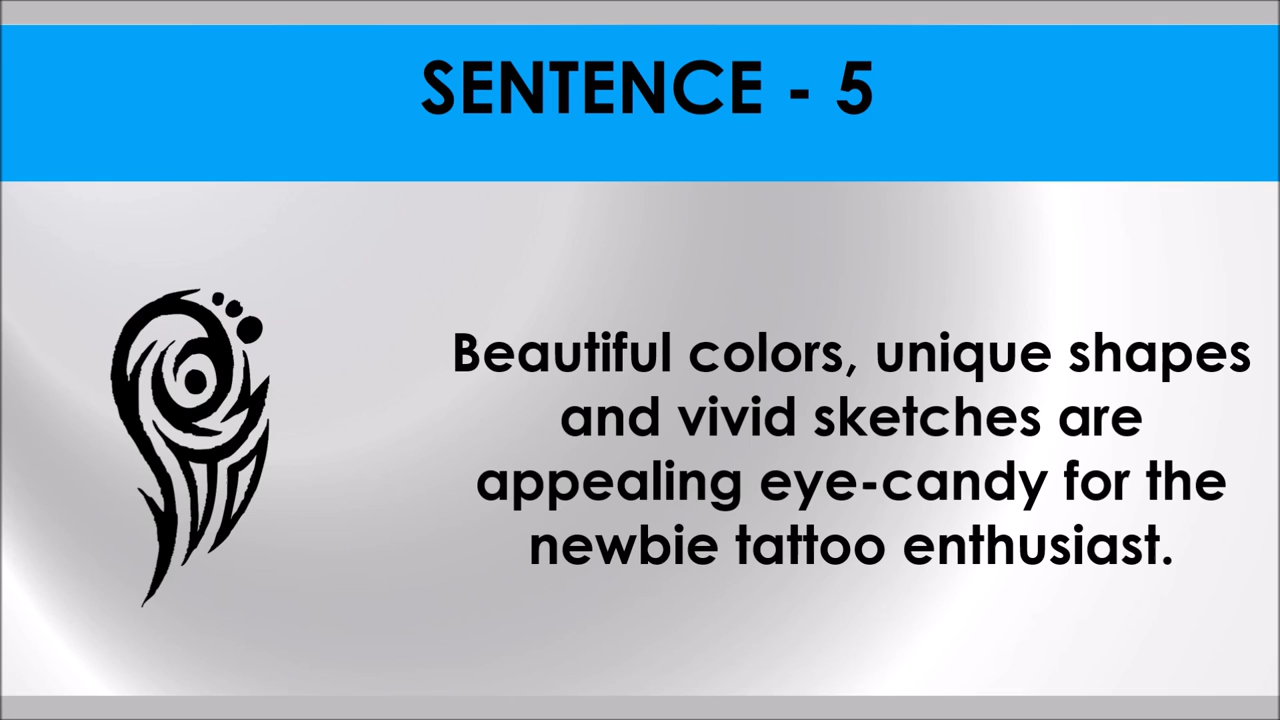 SENTENCE - 5
Beautiful colors, unique shapes
and vivid sketches are
appealing eye-candy for the
newbie tattoo enthusiast.